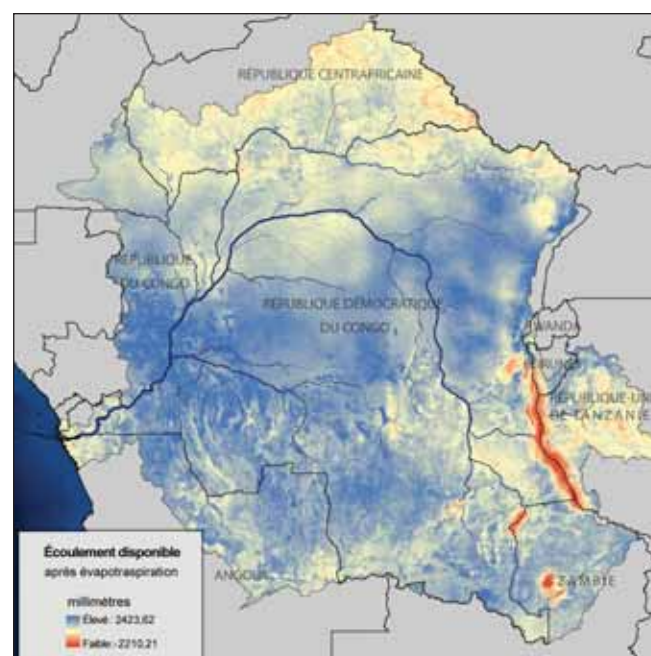 RÉPUBLIQUE CENTRAFRICAINE
RÉPUBLIQUE
DU CONGO
RÉPUBLIQUE DÉMOCRATIQUE
DU CONGO
RWANDA
BURUNDI
RÉPUBLIQUE-UNI
DE TANZANIE
ANGOLA
ZAMBIE
Écoulement disponible
après évapotraspiration
millimètres
Élevé: 2423,62
Faible:-2210,21